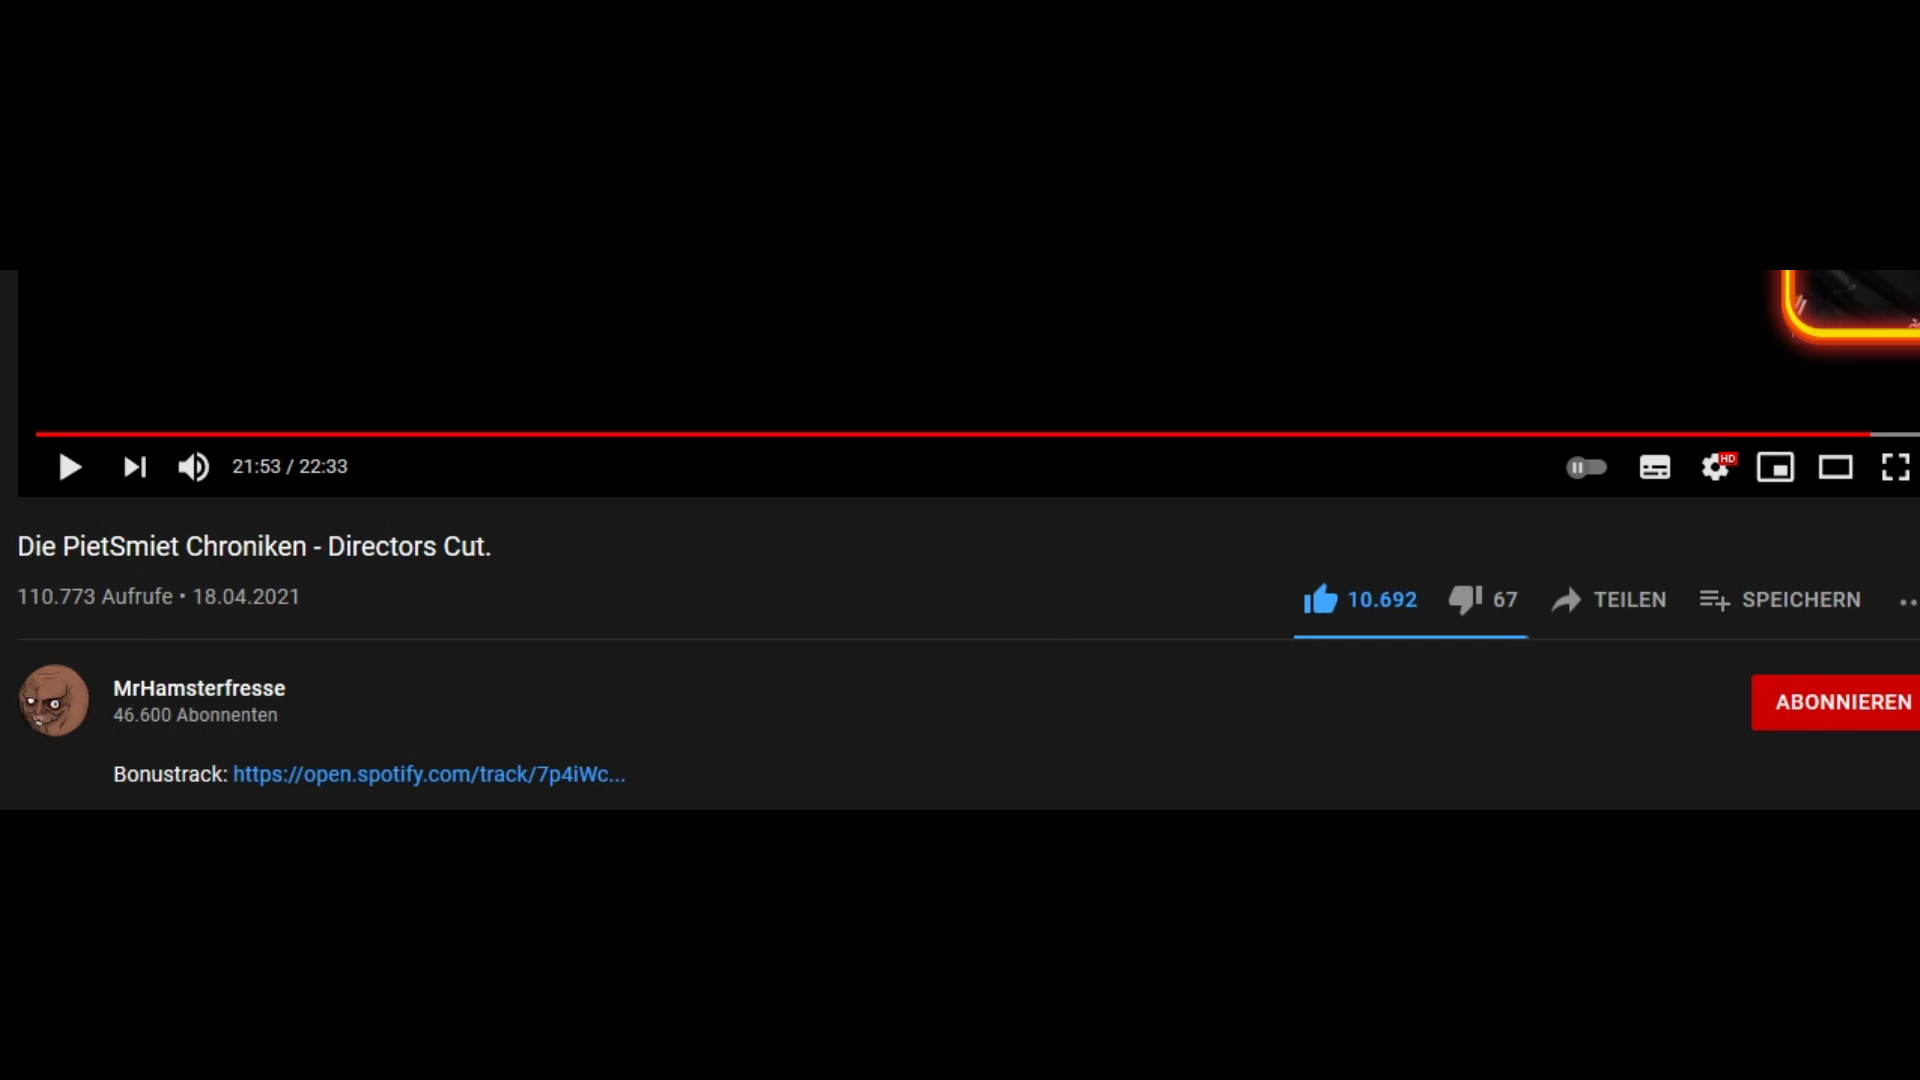 21:53 / 22:33
HD
Die PietSmiet Chroniken - Directors Cut.
110.773 Aufrufe • 18.04.2021
10.692 67 TEILEN SPEICHERN
MrHamsterfresse
46.600 Abonnenten
ABONNIEREN
Bonustrack: https://open.spotify.com/track/7p4iWc...